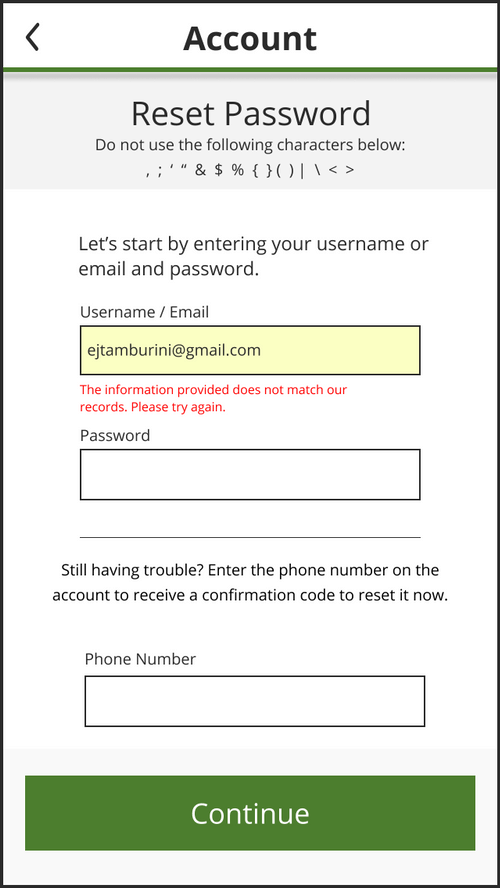 Account
Reset Password
Do not use the following characters below:
, ; ‘ “ & $ % { } ( ) | \ < >
Let’s start by entering your username or
email and password.
Username / Email
ejtamburini@gmail.com
The information provided does not match our
records. Please try again.
Password
Still having trouble? Enter the phone number on the
account to receive a confirmation code to reset it now.
Phone Number
Continue